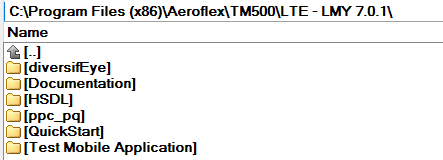 C:\Program Files (x86)\Aeroflex\TM500\LTE - LMY 7.0.1\
Name
[..]
[diversifEye]
[Documentation]
[HSDL]
[ppc_pq]
[QuickStart]
[Test Mobile Application]